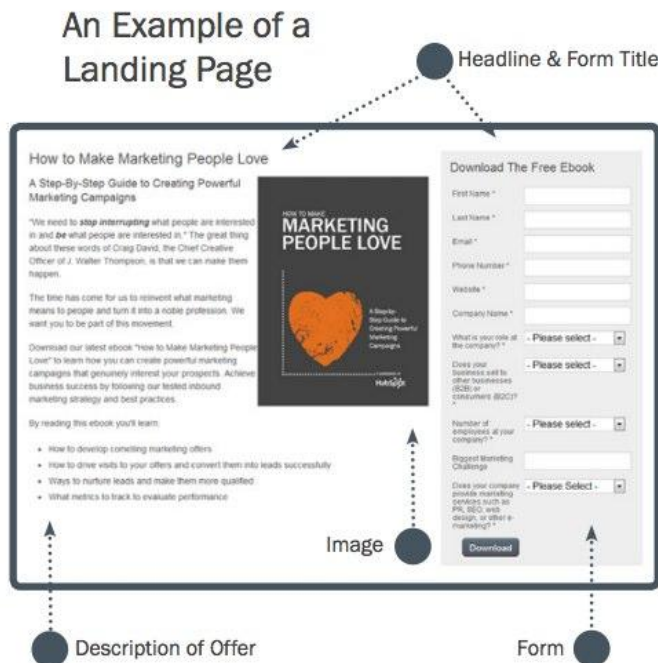 An Example of a
Landing Page
Headline & Form Title
How to Make Marketing People Love
A Step-By-Step Guide to Creating Powerful
Marketing Campaigns
"We need to stop interrupting what people are interested
in and be what people are interested in." The great thing
about these words of Craig David, the Chief Creative
Officer of J. Walter Thompson, is that we can make them
happen.
The time has come for us to reinvent what marketing
means to people and turn it into a noble profession. We
want you to be part of this movement.
Download our latest ebook "How to Make Marketing People
Love" to learn how you can create powerful marketing
campaigns that genuinely interest your prospects. Achieve
business success by following our tested inbound
marketing strategy and best practices.
By reading this ebook you'll learn:
How to develop comelling marketing offers
How to drive visits to your offers and convert them into leads successfully
Ways to nurture leads and make them more qualified
What metrics to track to evaluate performance
HOW TO MAKE
MARKETING
PEOPLE LOVE
A Step-by-
Step Guide to
Creating Powerful
Marketing
Campaigns
HubSpot
Download The Free Ebook
First Name *
Last Name *
Email *
Phone Number *
Website *
Company Name *
What is your role at
the company? *
- Please select -
Does your
business sell to
other businesses
(B2B) or
consumers (B2C)?
*
- Please select -
Number of
employees at your
company? *
- Please select -
Biggest Marketing
Challenge
Does your company
provide marketing
services such as
PR, SEO, web
design, or other e-
marketing? *
- Please Select -
Download
Image
Description of Offer
Form